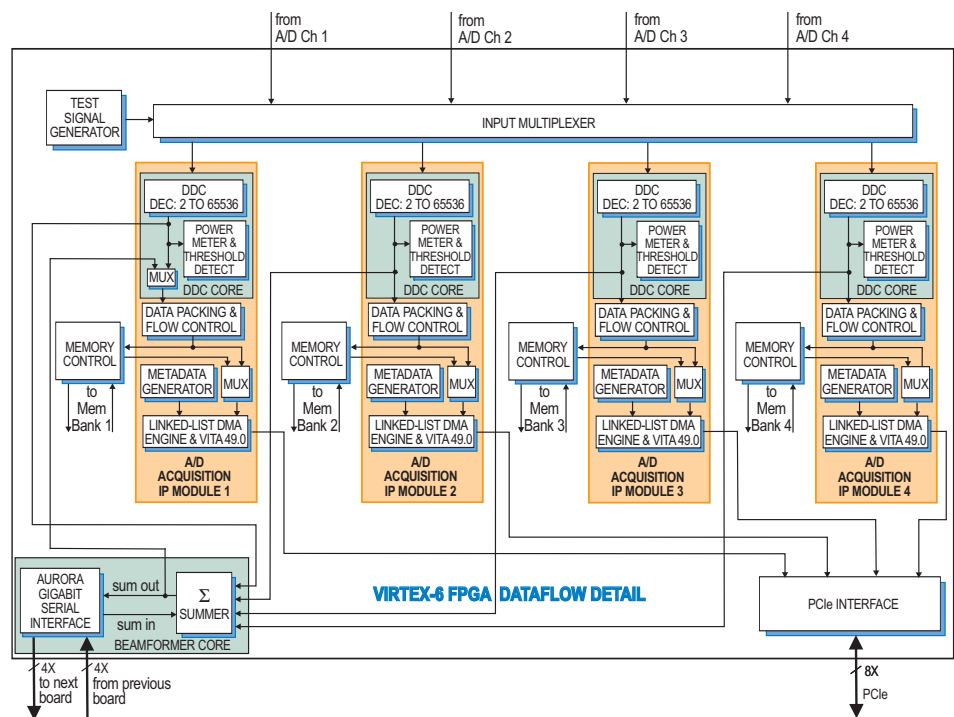 from
A/D Ch 1
from
A/D Ch 2
from
A/D Ch 3
from
A/D Ch 4
TEST
SIGNAL
GENERATOR
INPUT MULTIPLEXER
DDC
DEC: 2 TO 65536
POWER
METER &
THRESHOLD
DETECT
MUX
DDC CORE
DATA PACKING &
FLOW CONTROL
MEMORY
CONTROL
METADATA
GENERATOR
MUX
to
Mem
Bank 1
LINKED-LIST DMA
ENGINE & VITA 49.0
A/D
ACQUISITION
IP MODULE 1
DDC
DEC: 2 TO 65536
POWER
METER &
THRESHOLD
DETECT
DDC CORE
DATA PACKING &
FLOW CONTROL
MEMORY
CONTROL
METADATA
GENERATOR
MUX
to
Mem
Bank 2
LINKED-LIST DMA
ENGINE & VITA 49.0
A/D
ACQUISITION
IP MODULE 2
DDC
DEC: 2 TO 65536
POWER
METER &
THRESHOLD
DETECT
DDC CORE
DATA PACKING &
FLOW CONTROL
MEMORY
CONTROL
METADATA
GENERATOR
MUX
to
Mem
Bank 3
LINKED-LIST DMA
ENGINE & VITA 49.0
A/D
ACQUISITION
IP MODULE 3
DDC
DEC: 2 TO 65536
POWER
METER &
THRESHOLD
DETECT
DDC CORE
DATA PACKING &
FLOW CONTROL
MEMORY
CONTROL
METADATA
GENERATOR
MUX
to
Mem
Bank 4
LINKED-LIST DMA
ENGINE & VITA 49.0
A/D
ACQUISITION
IP MODULE 4
AURORA
GIGABIT
SERIAL
INTERFACE
sum out
sum in
Σ
SUMMER
BEAMFORMER CORE
VIRTEX-6 FPGA DATAFLOW DETAIL
PCIe INTERFACE
4X
to next
board
4X
from previous
board
8X
PCIe